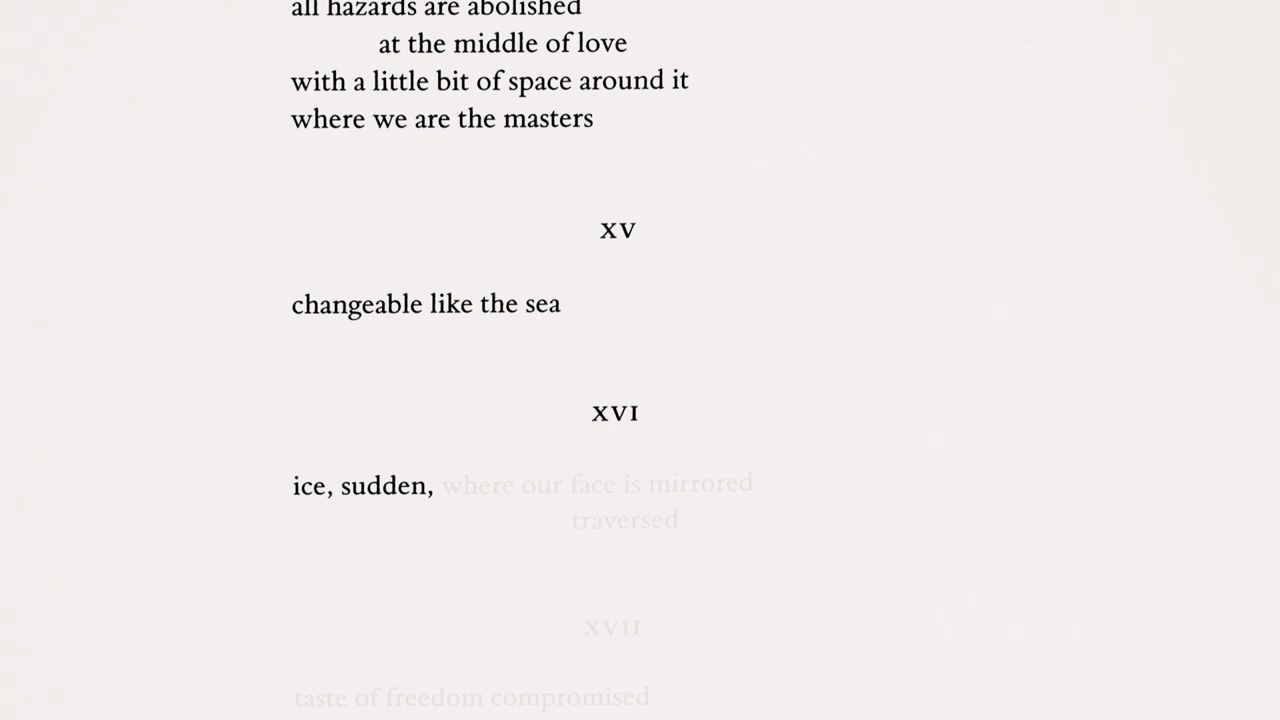 all hazards are abolished
at the middle of love
with a little bit of space around it
where we are the masters
XV
changeable like the sea
XVI
ice, sudden, where our face is mirrored
traversed
XVII
taste of freedom compromised